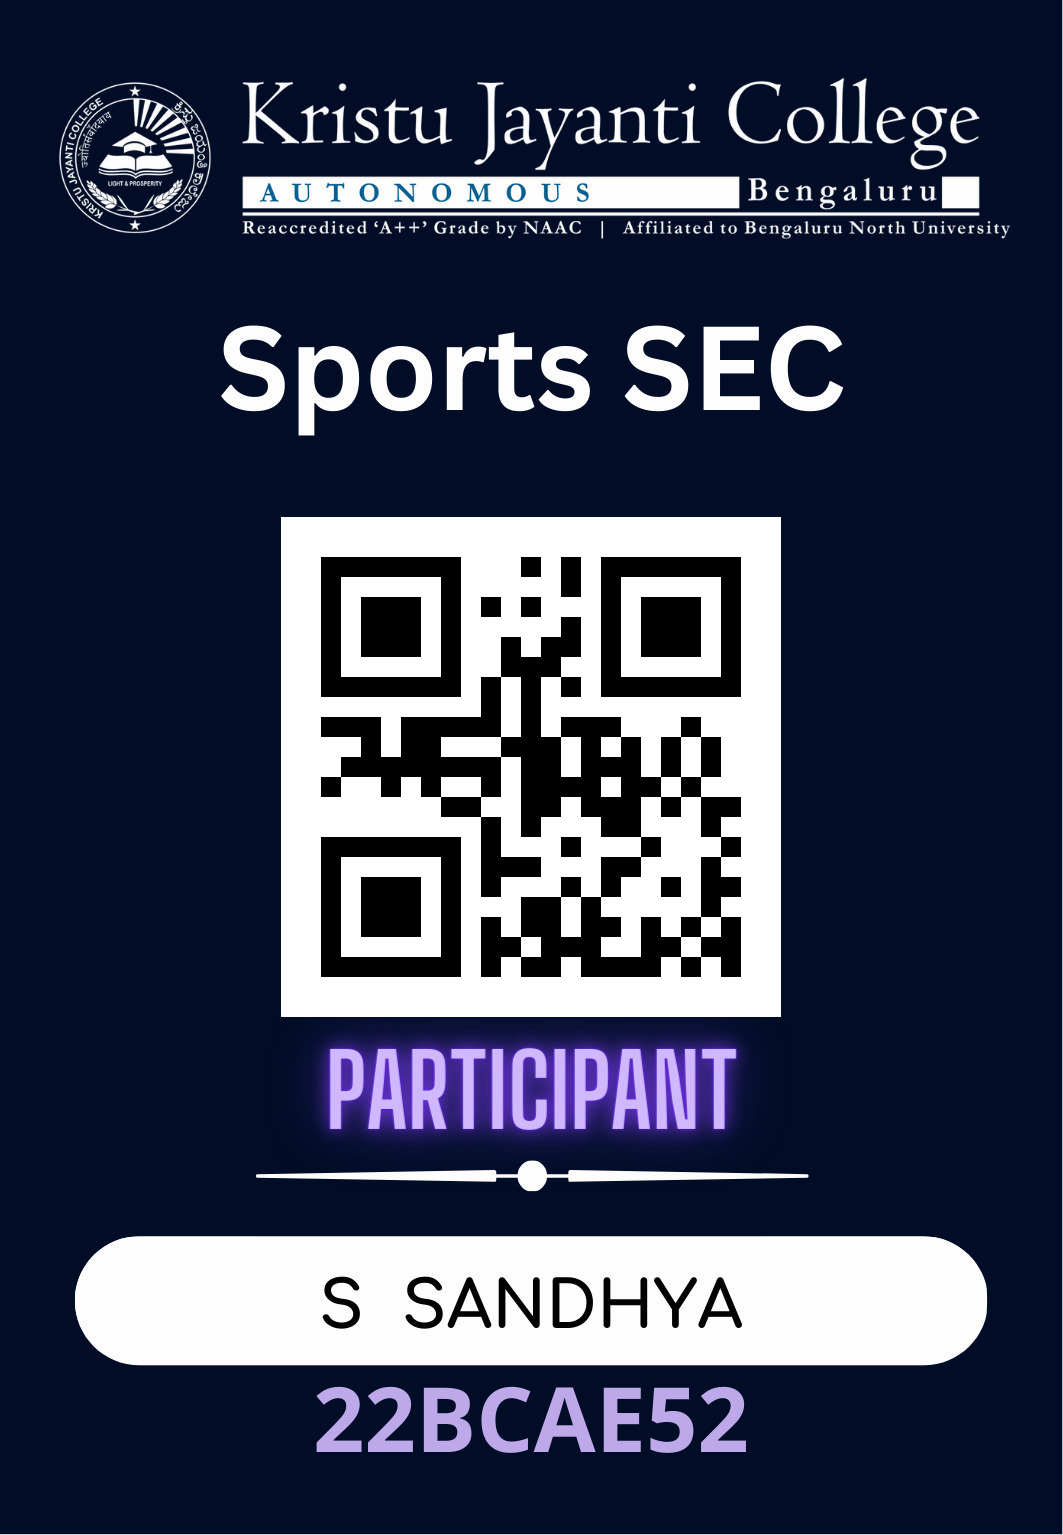 KRISTU JAYANTI COLLEGE
LIGHT & PROSPERITY
Kristu Jayanti College
AUTONOMOUS Bengaluru
Reaccredited ‘A++’ Grade by NAAC | Affiliated to Bengaluru North University
Sports SEC
PARTICIPANT
S SANDHYA
22BCAE52